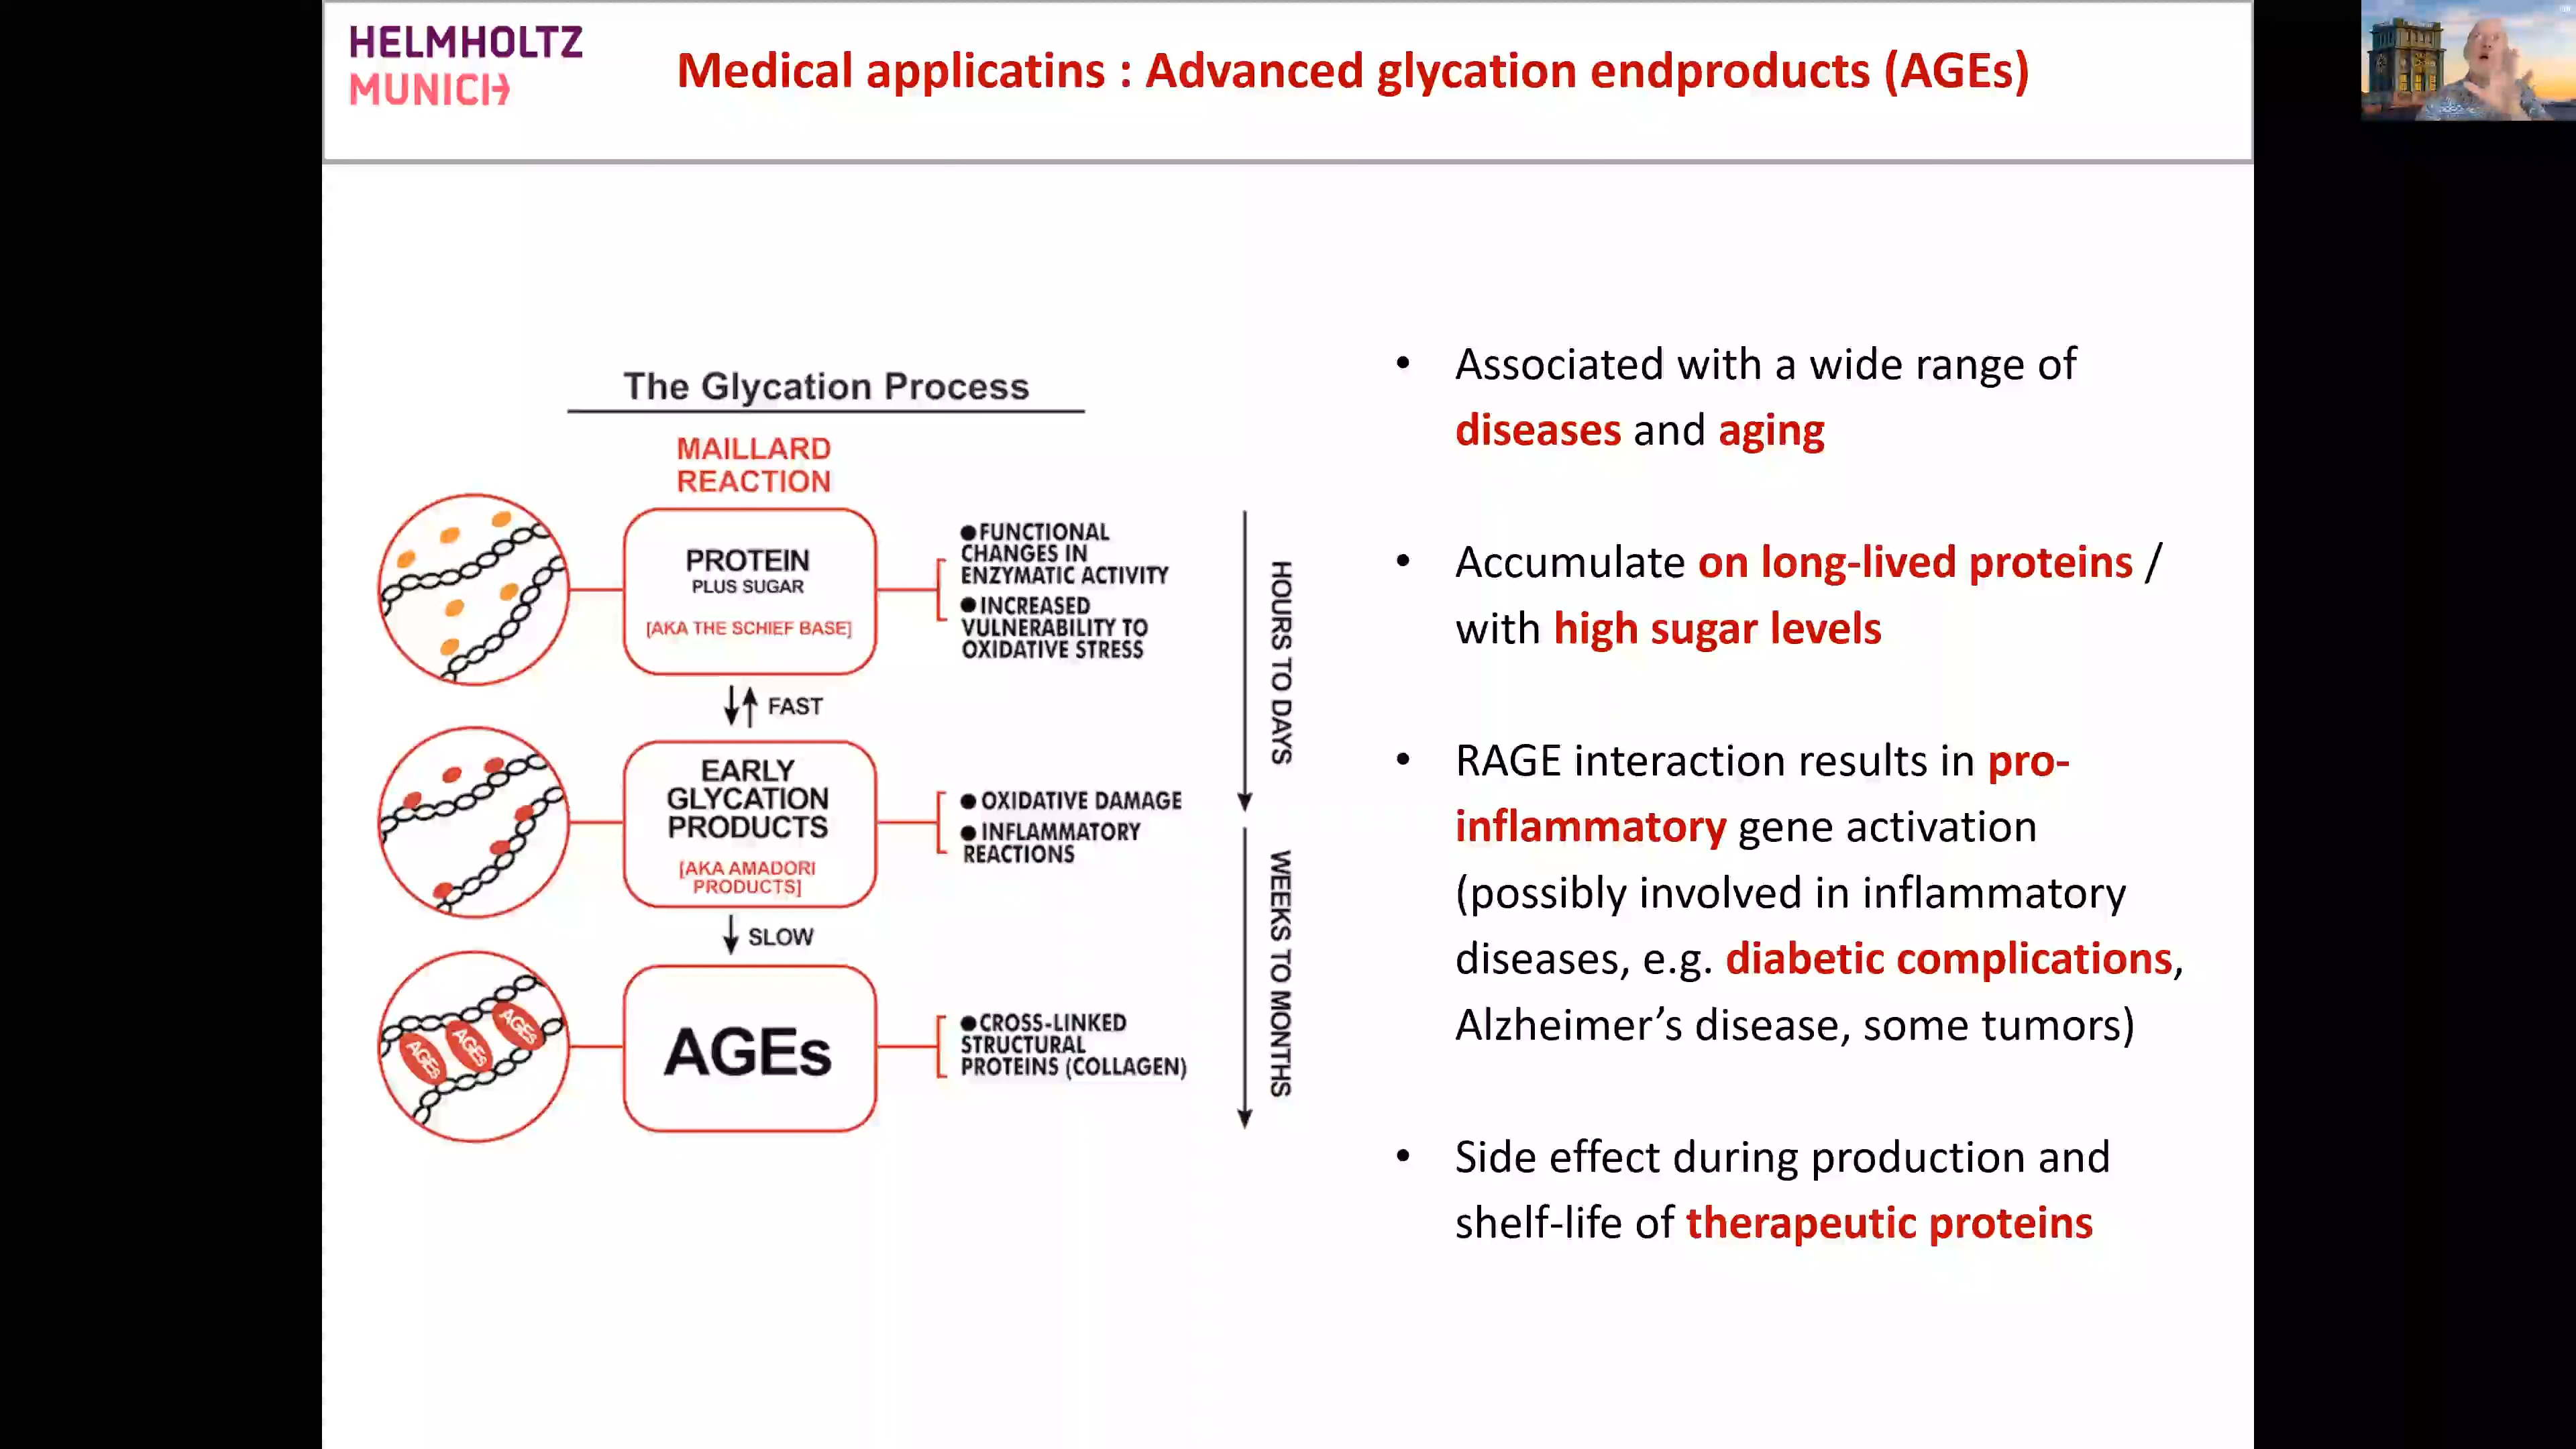 HELMHOLTZ
MUNICH
Medical applicatins : Advanced glycation endproducts (AGEs)
The Glycation Process
MAILLARD
REACTION
PROTEIN
PLUS SUGAR
[AKA THE SCHIEF BASE]
●FUNCTIONAL
CHANGES IN
ENZYMATIC ACTIVITY
●INCREASED
VULNERABILITY TO
OXIDATIVE STRESS
FAST
EARLY
GLYCATION
PRODUCTS
[AKA AMADORI
PRODUCTS]
● OXIDATIVE DAMAGE
● INFLAMMATORY
REACTIONS
SLOW
AGEs
AGEs
AGEs
AGEs
●CROSS-LINKED
STRUCTURAL
PROTEINS (COLLAGEN)
HOURS TO DAYS
WEEKS TO MONTHS
• Associated with a wide range of
diseases and aging
• Accumulate on long-lived proteins /
with high sugar levels
• RAGE interaction results in pro-
inflammatory gene activation
(possibly involved in inflammatory
diseases, e.g. diabetic complications,
Alzheimer’s disease, some tumors)
• Side effect during production and
shelf-life of therapeutic proteins